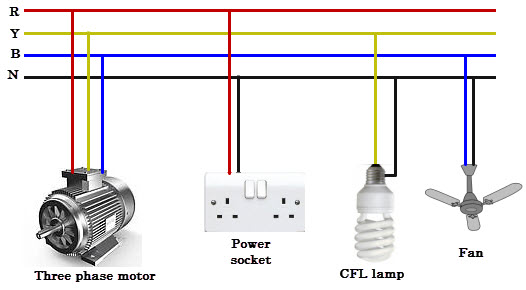 R
Y
B
N
Three phase motor
Power
socket
CFL lamp
Fan